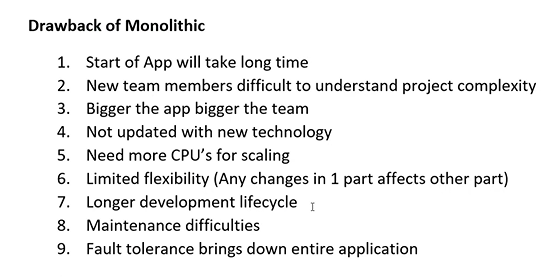 Drawback of Monolithic
1. Start of App will take long time
2. New team members difficult to understand project complexity
3. Bigger the app bigger the team
4. Not updated with new technology
5. Need more CPU's for scaling
6. Limited flexibility (Any changes in 1 part affects other part)
7. Longer development lifecycle
8. Maintenance difficulties
9. Fault tolerance brings down entire application